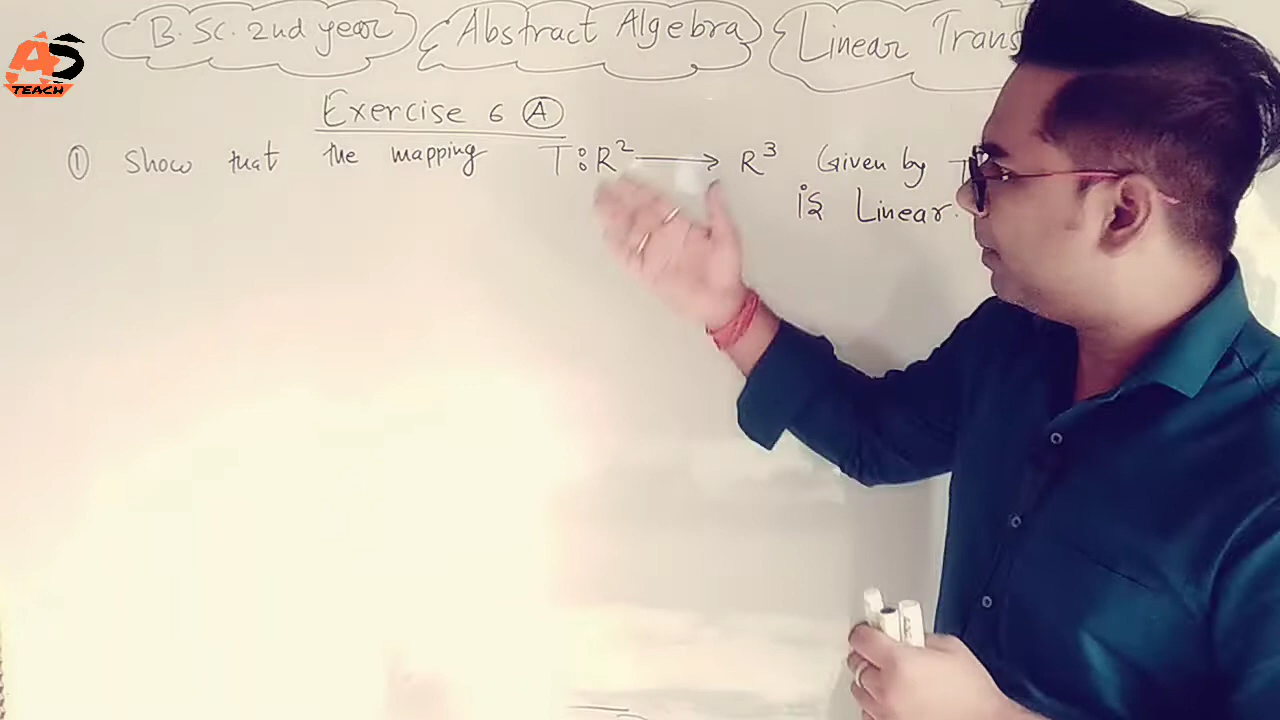 AS
TEACH
B.Sc. 2nd year Abstract Algebra Linear Trans
Exercise 6 A
① Show that the mapping T:R² → R³ Given by T
is Linear.